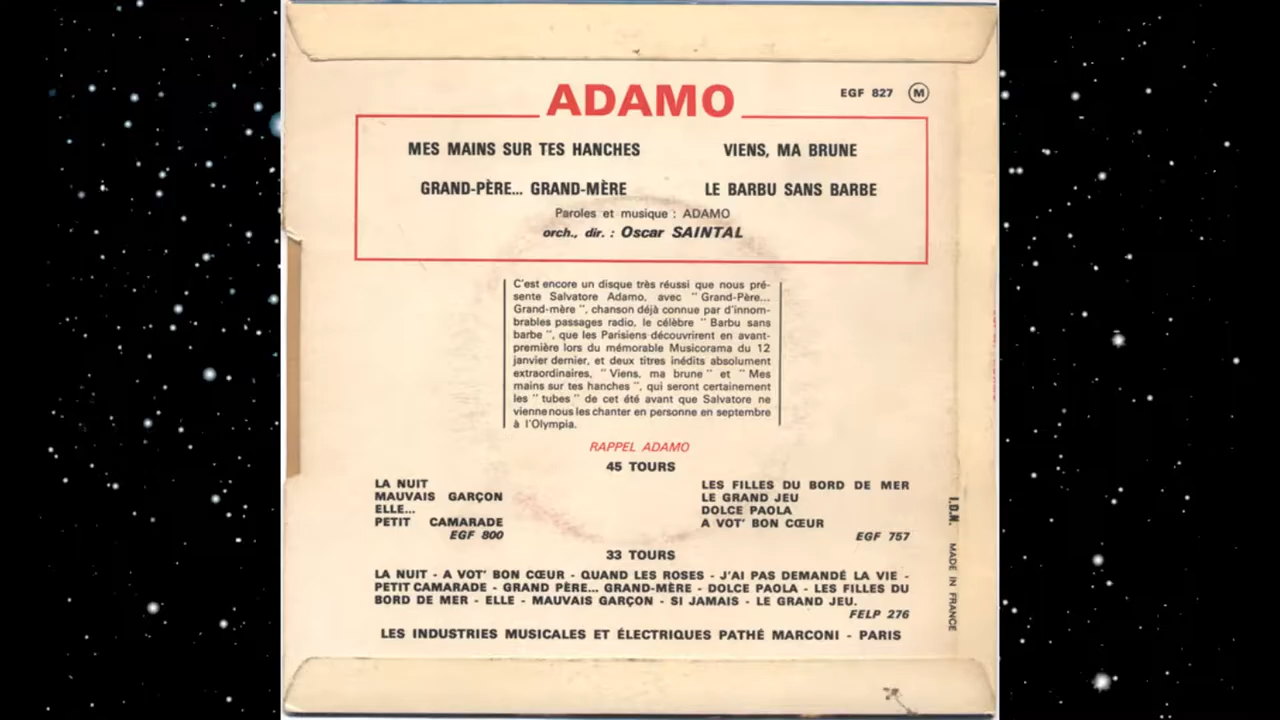 ADAMO
EGF 827 M
MES MAINS SUR TES HANCHES
VIENS, MA BRUNE
GRAND-PÈRE... GRAND-MÈRE
LE BARBU SANS BARBE
Paroles et musique : ADAMO
orch., dir. : Oscar SAINTAL
C'est encore un disque très réussi que nous pré-
sente Salvatore Adamo, avec " Grand-Père...
Grand-mère ", chanson déjà connue par d'innom-
brables passages radio, le célèbre " Barbu sans
barbe ", que les Parisiens découvrirent en avant-
première lors du mémorable Musicorama du 12
janvier dernier, et deux titres inédits absolument
extraordinaires, " Viens, ma brune " et " Mes
mains sur tes hanches ", qui seront certainement
les " tubes " de cet été avant que Salvatore ne
vienne nous les chanter en personne en septembre
à l'Olympia.
RAPPEL ADAMO
45 TOURS
LA NUIT
MAUVAIS GARÇON
ELLE...
PETIT CAMARADE
EGF 800
LES FILLES DU BORD DE MER
LE GRAND JEU
DOLCE PAOLA
A VOT' BON CŒUR
EGF 757
33 TOURS
LA NUIT - A VOT' BON CŒUR - QUAND LES ROSES - J'AI PAS DEMANDÉ LA VIE -
PETIT CAMARADE - GRAND PÈRE... GRAND-MÈRE - DOLCE PAOLA - LES FILLES DU
BORD DE MER - ELLE - MAUVAIS GARÇON - SI JAMAIS - LE GRAND JEU.
FELP 276
LES INDUSTRIES MUSICALES ET ÉLECTRIQUES PATHÉ MARCONI - PARIS
I.D.N. MADE IN FRANCE